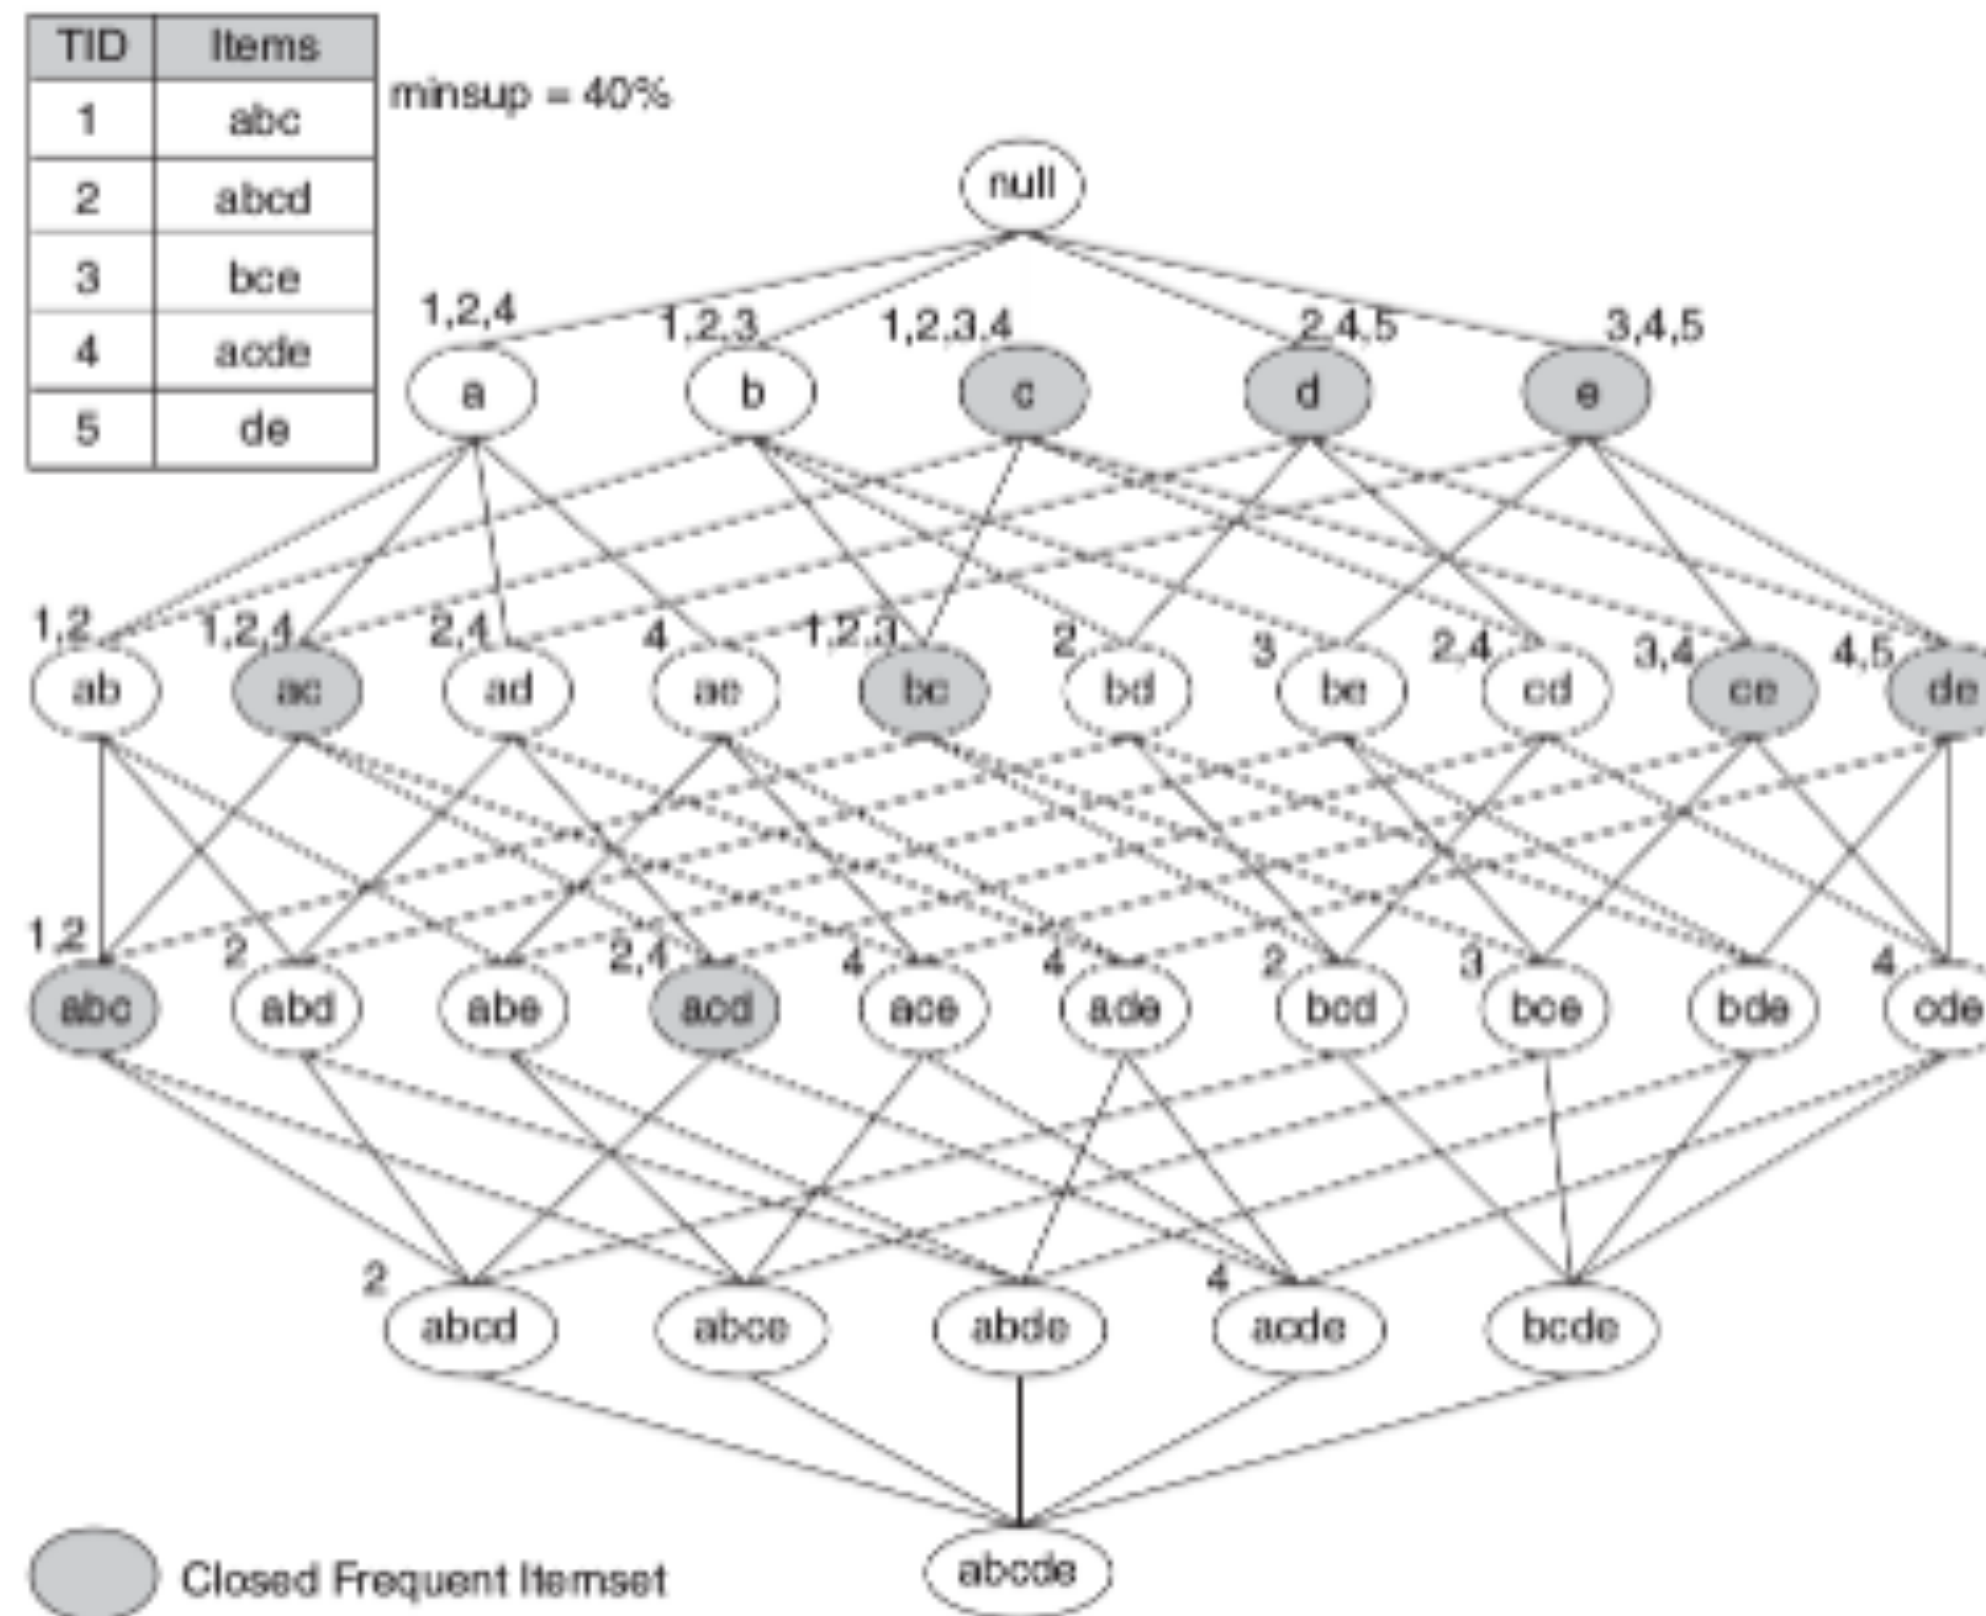 TID Items
1 abc
2 abcd
3 bce
4 acde
5 de
minsup = 40%
null
1,2,4 1,2,3 1,2,3,4 2,4,5 3,4,5
a b c d e
1,2 1,2,4 2,4 4 1,2,3 2 3 2,4 3,4 4,5
ab ac ad ae bc bd be cd ce de
1,2 2 2,4 4 4 2 3 4
abc abd abe acd ace ade bcd bce bde cde
2 4
abcd abce abde acde bcde
abcde
Closed Frequent Itemset